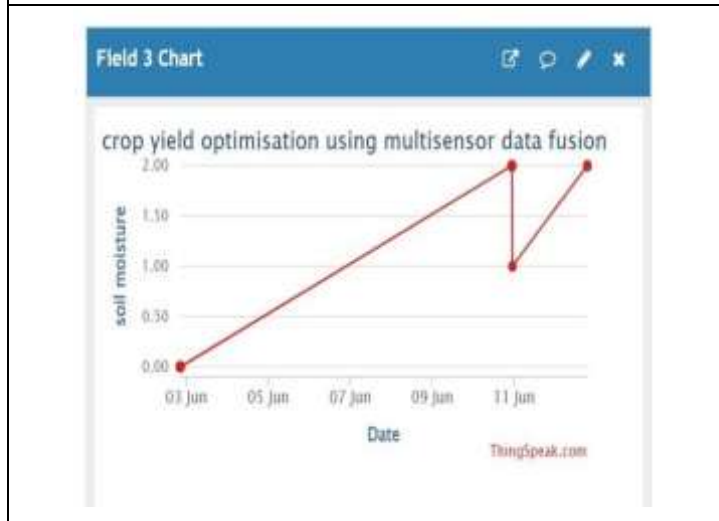 Field 3 Chart
crop yield optimisation using multisensor data fusion
2.00
1.50
1.00
0.50
0.00
soil moisture
03 Jun 05 Jun 07 Jun 09 Jun 11 Jun
Date
ThingSpeak.com